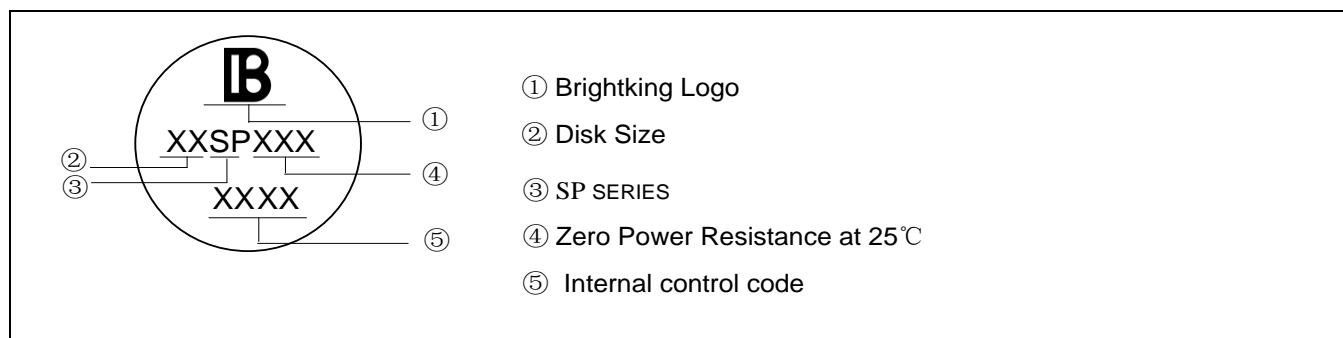 B
① Brightking Logo
①
XXSPXXX
② Disk Size
②
④
③
③ SP SERIES
XXXX
④ Zero Power Resistance at 25℃
⑤
⑤ Internal control code